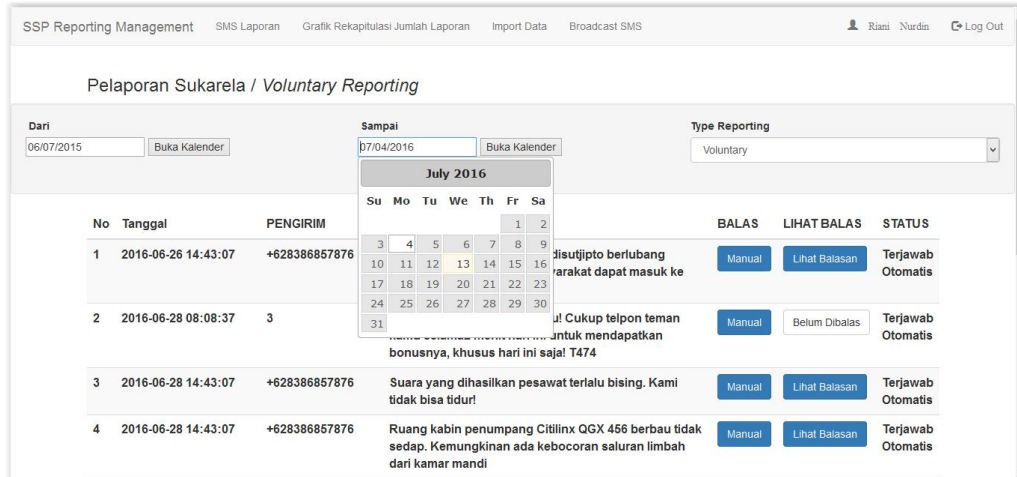 SSP Reporting Management SMS Laporan Grafik Rekapitulasi Jumlah Laporan Import Data Broadcast SMS Riani Nurdin Log Out
Pelaporan Sukarela / Voluntary Reporting
Dari Sampai Type Reporting
06/07/2015 Buka Kalender 07/04/2016 Buka Kalender Voluntary
July 2016
Su Mo Tu We Th Fr Sa
1 2
3 4 5 6 7 8 9
10 11 12 13 14 15 16
17 18 19 20 21 22 23
24 25 26 27 28 29 30
31
No Tanggal PENGIRIM BALAS LIHAT BALAS STATUS
1 2016-06-26 14:43:07 +628386857876 disutjipto berlubang Manual Lihat Balasan Terjawab
dapat masuk ke Otomatis
2 2016-06-28 08:08:37 3 u! Cukup telpon teman Manual Belum Dibalas Terjawab
untuk mendapatkan Otomatis
bonusnya, khusus hari ini saja! T474
3 2016-06-28 14:43:07 +628386857876 Suara yang dihasilkan pesawat terlalu bising. Kami Manual Lihat Balasan Terjawab
tidak bisa tidur! Otomatis
4 2016-06-28 14:43:07 +628386857876 Ruang kabin penumpang Citilinx QGX 456 berbau tidak Manual Lihat Balasan Terjawab
sedap. Kemungkinan ada kebocoran saluran limbah Otomatis
dari kamar mandi